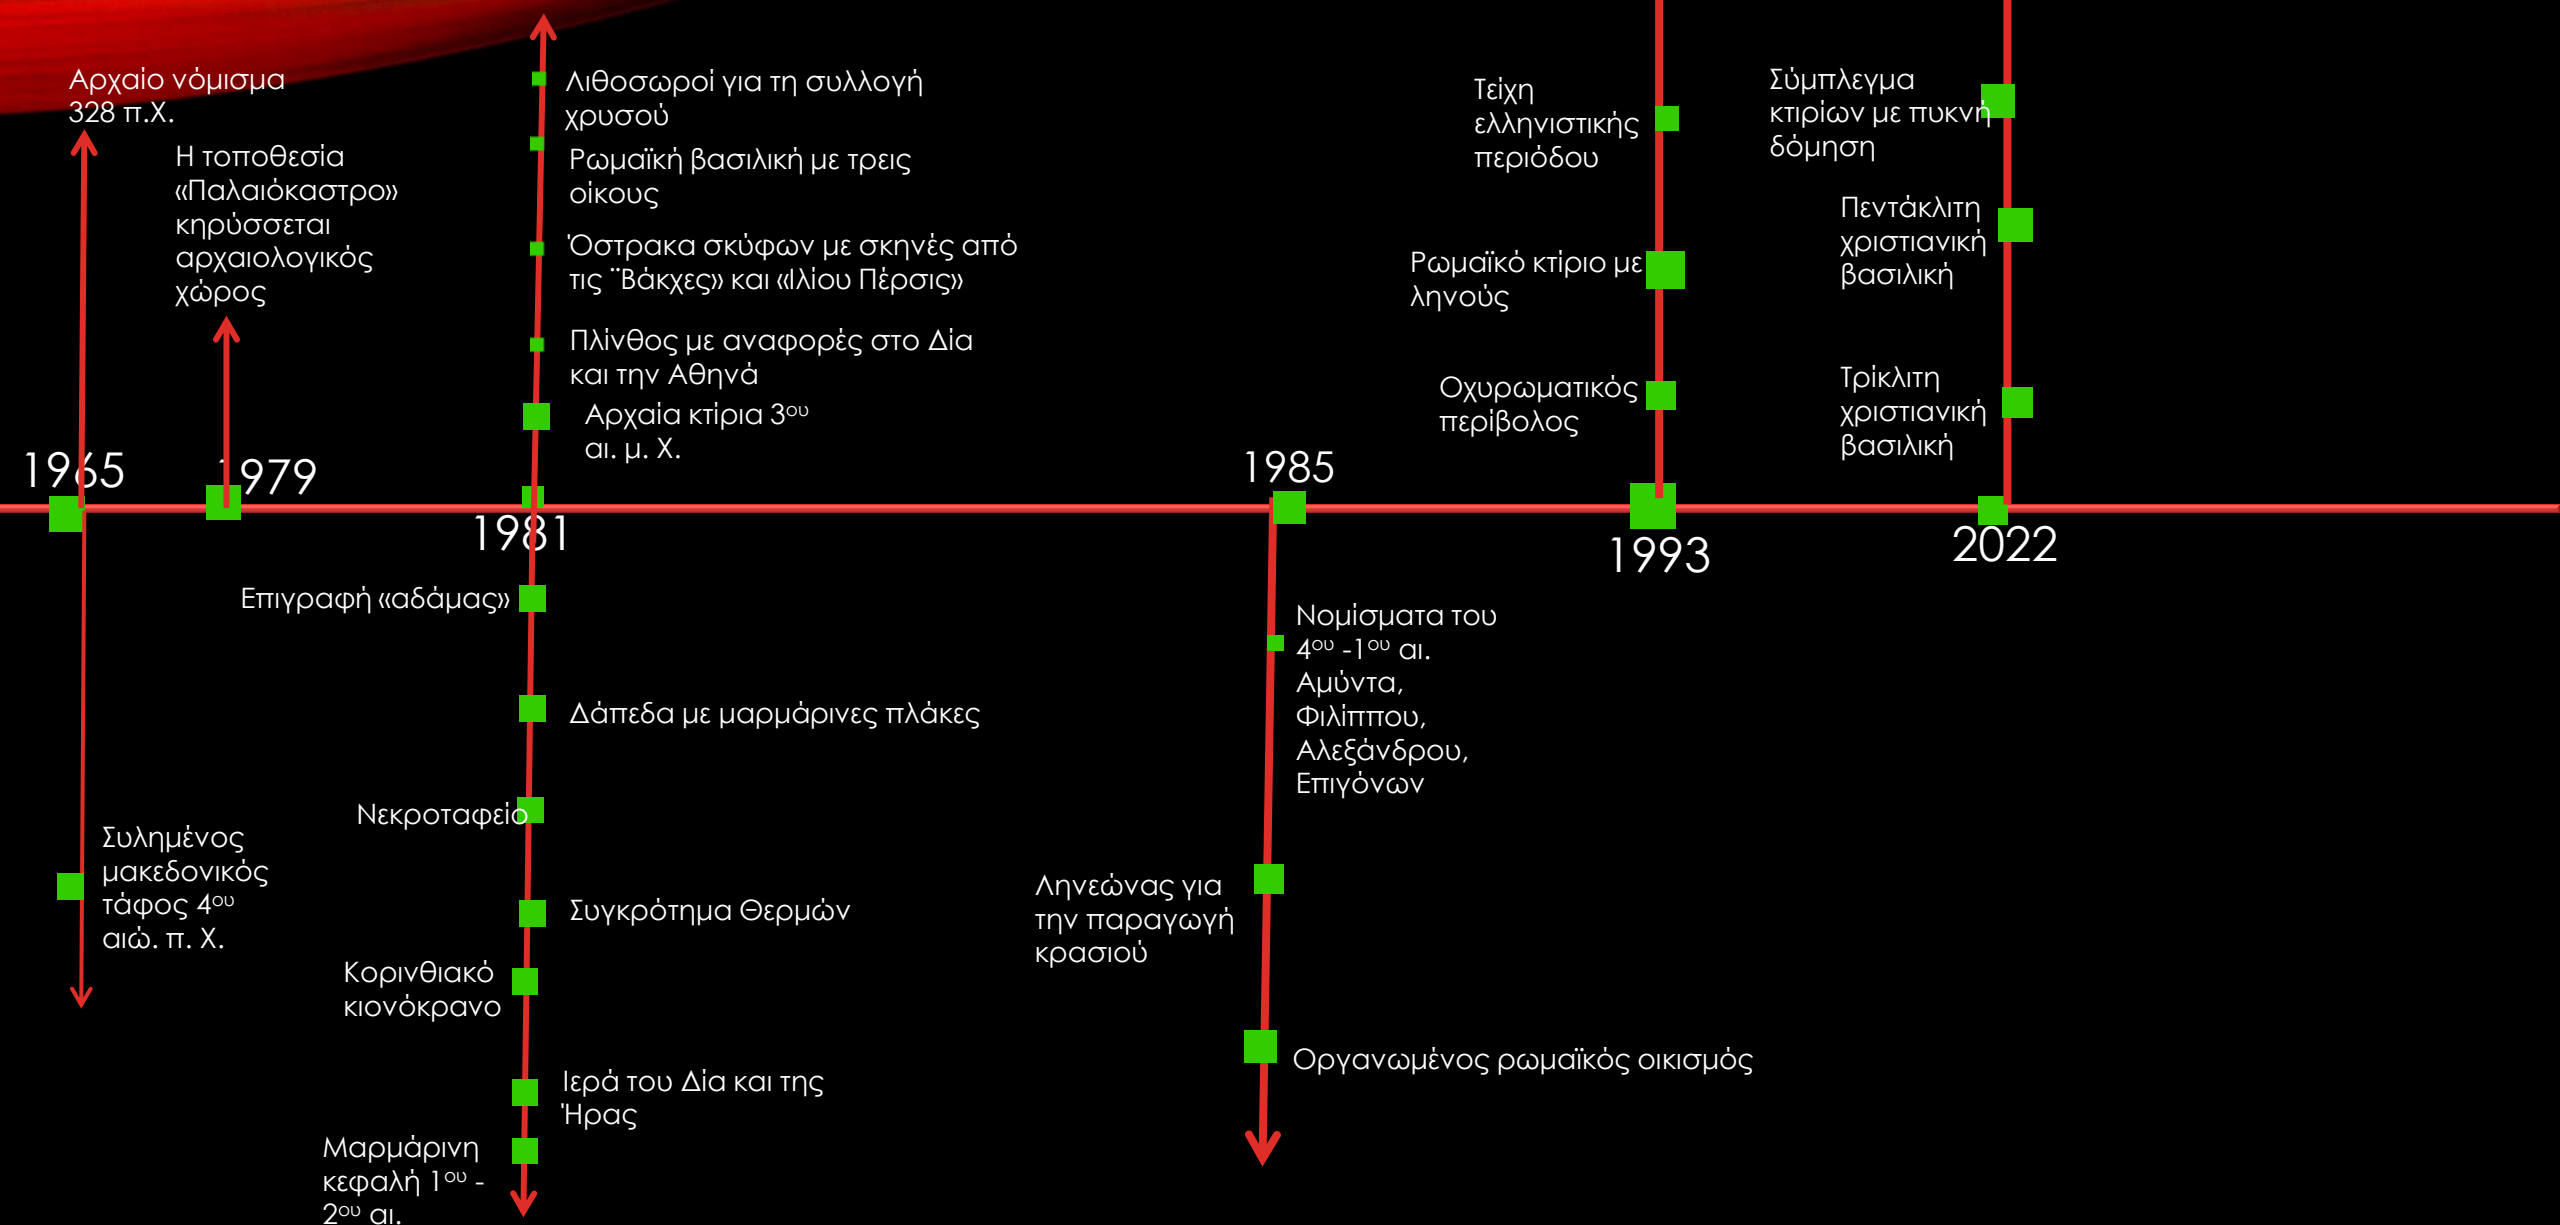 Αρχαίο νόμισμα
328 π.Χ.
Η τοποθεσία
«Παλαιόκαστρο»
κηρύσσεται
αρχαιολογικός
χώρος
Λιθοσωροί για τη συλλογή
χρυσού
Ρωμαϊκή βασιλική με τρεις
οίκους
Όστρακα σκύφων με σκηνές από
τις ¨Βάκχες» και «Ιλίου Πέρσις»
Πλίνθος με αναφορές στο Δία
και την Αθηνά
Αρχαία κτίρια 3ου
αι. μ. Χ.
Τείχη
ελληνιστικής
περιόδου
Ρωμαϊκό κτίριο με
ληνούς
Οχυρωματικός
περίβολος
Σύμπλεγμα
κτιρίων με πυκνή
δόμηση
Πεντάκλιτη
χριστιανική
βασιλική
Τρίκλιτη
χριστιανική
βασιλική
1965
1979
1981
1985
1993
2022
Επιγραφή «αδάμας»
Δάπεδα με μαρμάρινες πλάκες
Νεκροταφείο
Συλημένος
μακεδονικός
τάφος 4ου
αιώ. π. Χ.
Συγκρότημα Θερμών
Κορινθιακό
κιονόκρανο
Ιερά του Δία και της
Ήρας
Μαρμάρινη
κεφαλή 1ου -
2ου αι.
Νομίσματα του
4ου -1ου αι.
Αμύντα,
Φιλίππου,
Αλεξάνδρου,
Επιγόνων
Ληνεώνας για
την παραγωγή
κρασιού
Οργανωμένος ρωμαϊκός οικισμός